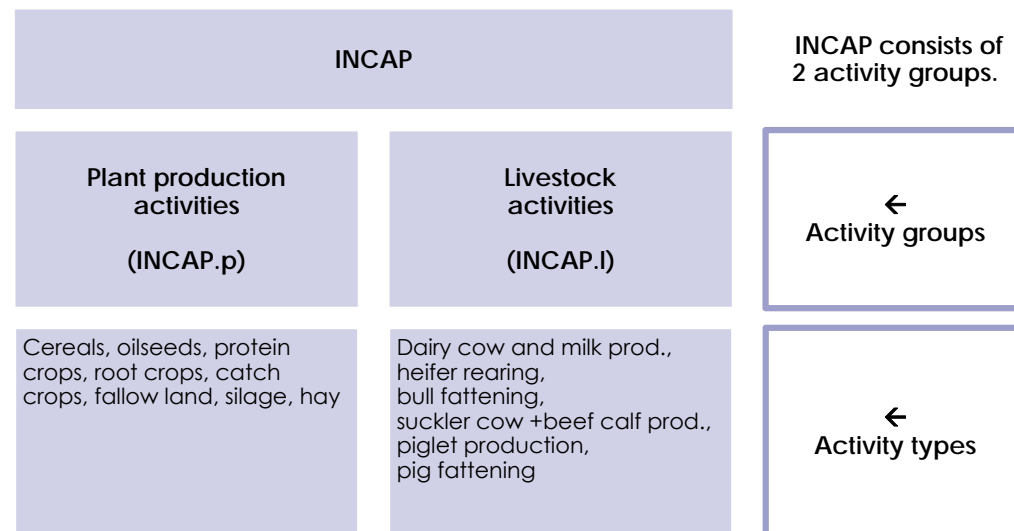 INCAP
INCAP consists of
2 activity groups.
Plant production
activities
(INCAP.p)
Livestock
activities
(INCAP.l)
←
Activity groups
Cereals, oilseeds, protein
crops, root crops, catch
crops, fallow land, silage, hay
Dairy cow and milk prod.,
heifer rearing,
bull fattening,
suckler cow +beef calf prod.,
piglet production,
pig fattening
←
Activity types